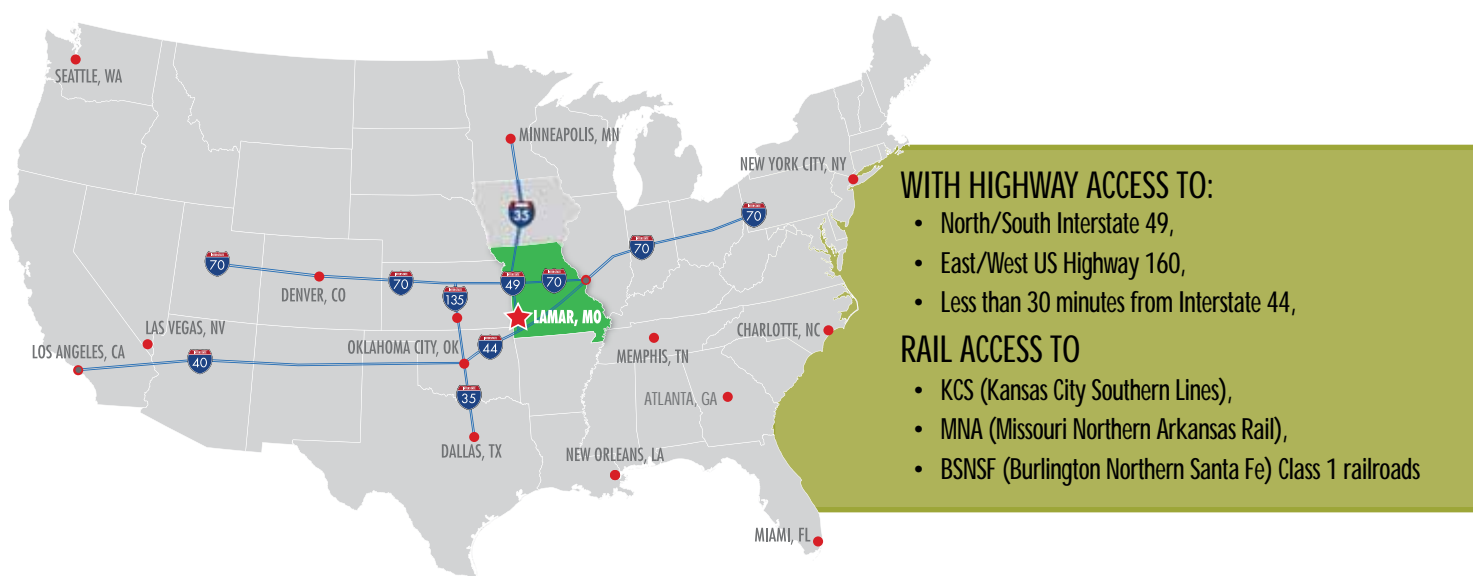 SEATTLE, WA
MINNEAPOLIS, MN
NEW YORK CITY, NY
35
70
70
70
DENVER, CO
70
135
49
70
LAS VEGAS, NV
LAMAR, MO
CHARLOTTE, NC
LOS ANGELES, CA
40
OKLAHOMA CITY, OK
44
MEMPHIS, TN
35
ATLANTA, GA
DALLAS, TX
NEW ORLEANS, LA
MIAMI, FL
WITH HIGHWAY ACCESS TO:
• North/South Interstate 49,
• East/West US Highway 160,
• Less than 30 minutes from Interstate 44,
RAIL ACCESS TO
• KCS (Kansas City Southern Lines),
• MNA (Missouri Northern Arkansas Rail),
• BSNSF (Burlington Northern Santa Fe) Class 1 railroads